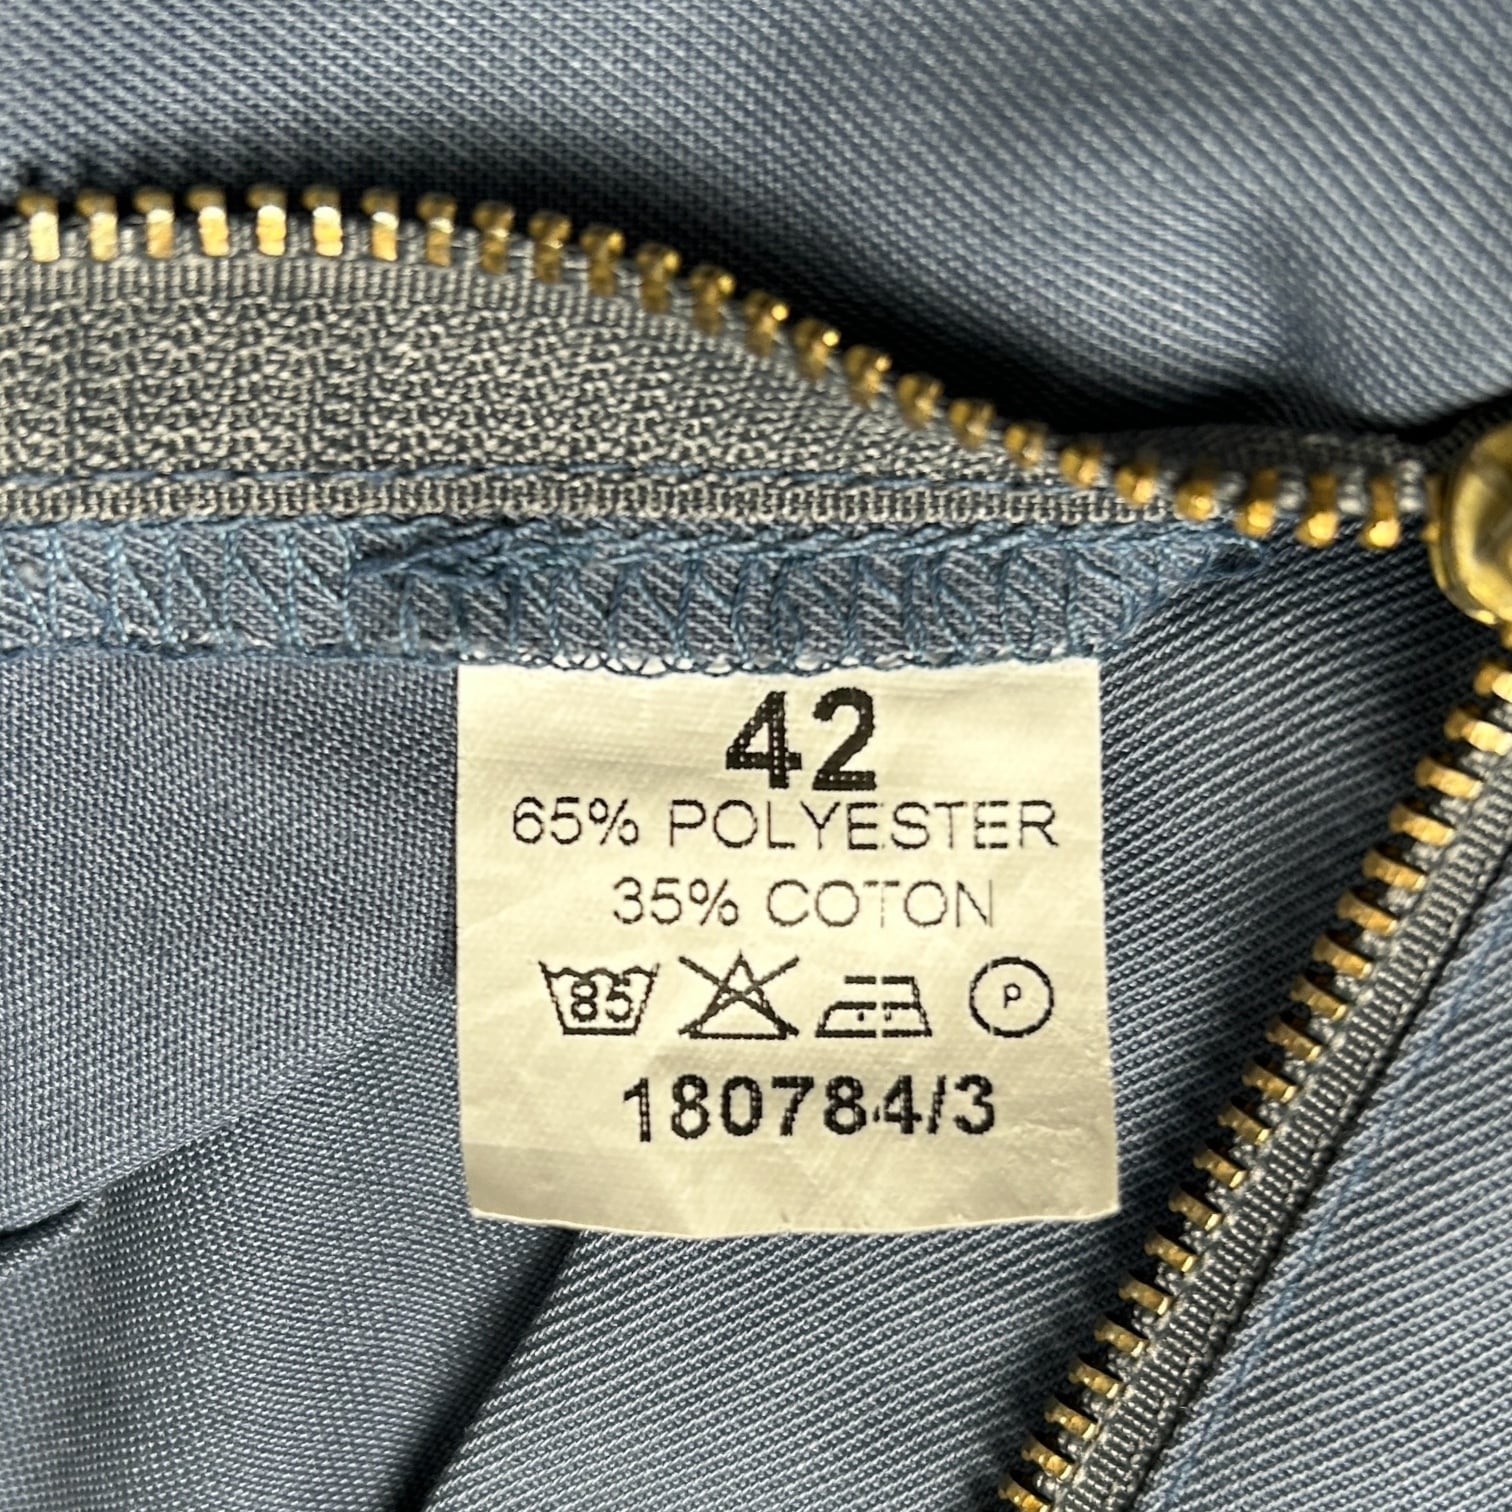 42
65% POLYESTER
35% COTON
85 P
180784/3